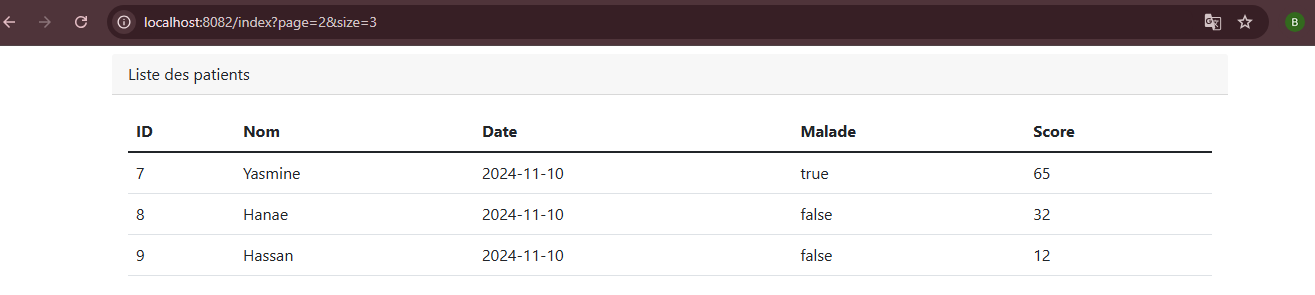 localhost:8082/index?page=2&size=3
B
Liste des patients
ID Nom Date Malade Score
7 Yasmine 2024-11-10 true 65
8 Hanae 2024-11-10 false 32
9 Hassan 2024-11-10 false 12